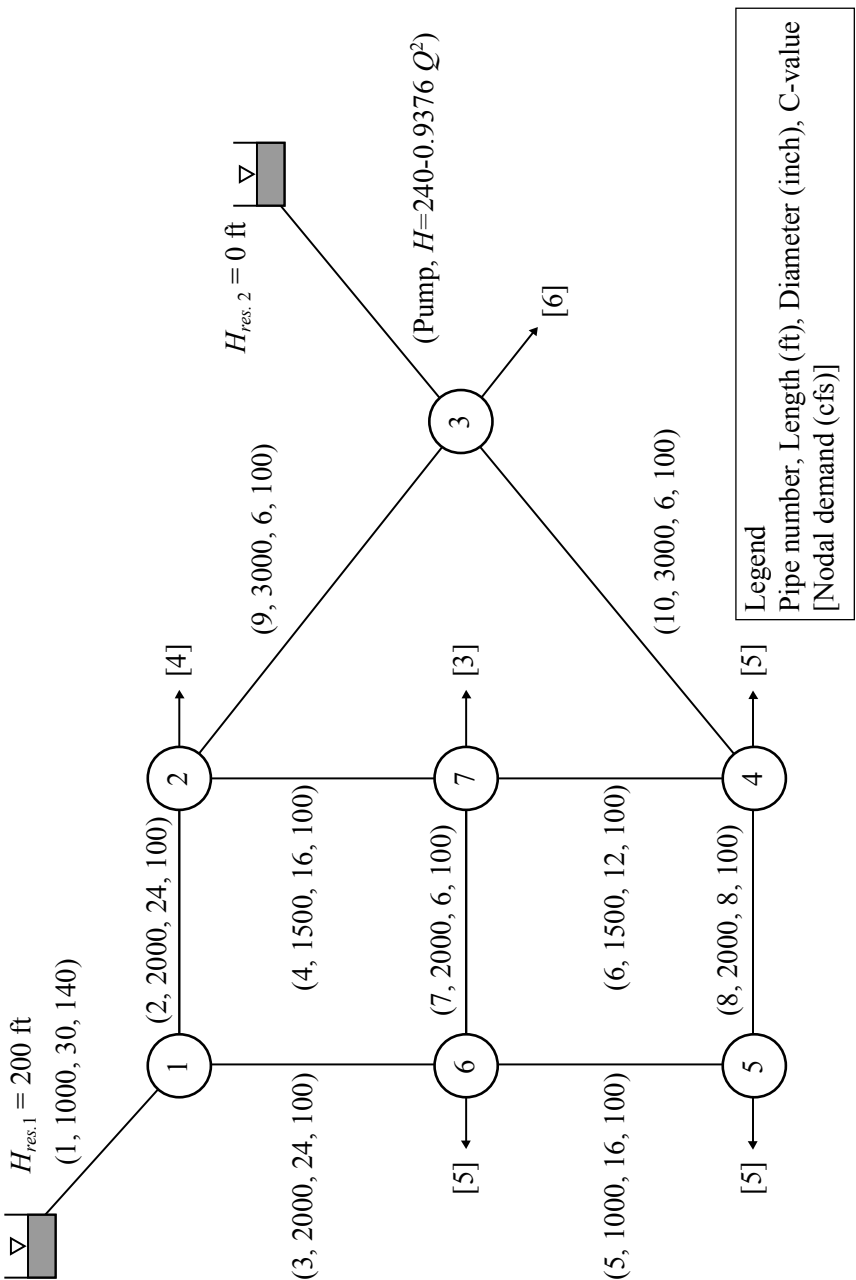 H_res.1 = 200 ft
(1, 1000, 30, 140)
H_res. 2 = 0 ft
1
(2, 2000, 24, 100)
2
[4]
(9, 3000, 6, 100)
(3, 2000, 24, 100)
(4, 1500, 16, 100)
(Pump, H=240-0.9376 Q²)
[5]
6
(7, 2000, 6, 100)
7
[3]
3
[6]
(5, 1000, 16, 100)
(6, 1500, 12, 100)
(10, 3000, 6, 100)
[5]
5
(8, 2000, 8, 100)
4
[5]
Legend
Pipe number, Length (ft), Diameter (inch), C-value
[Nodal demand (cfs)]